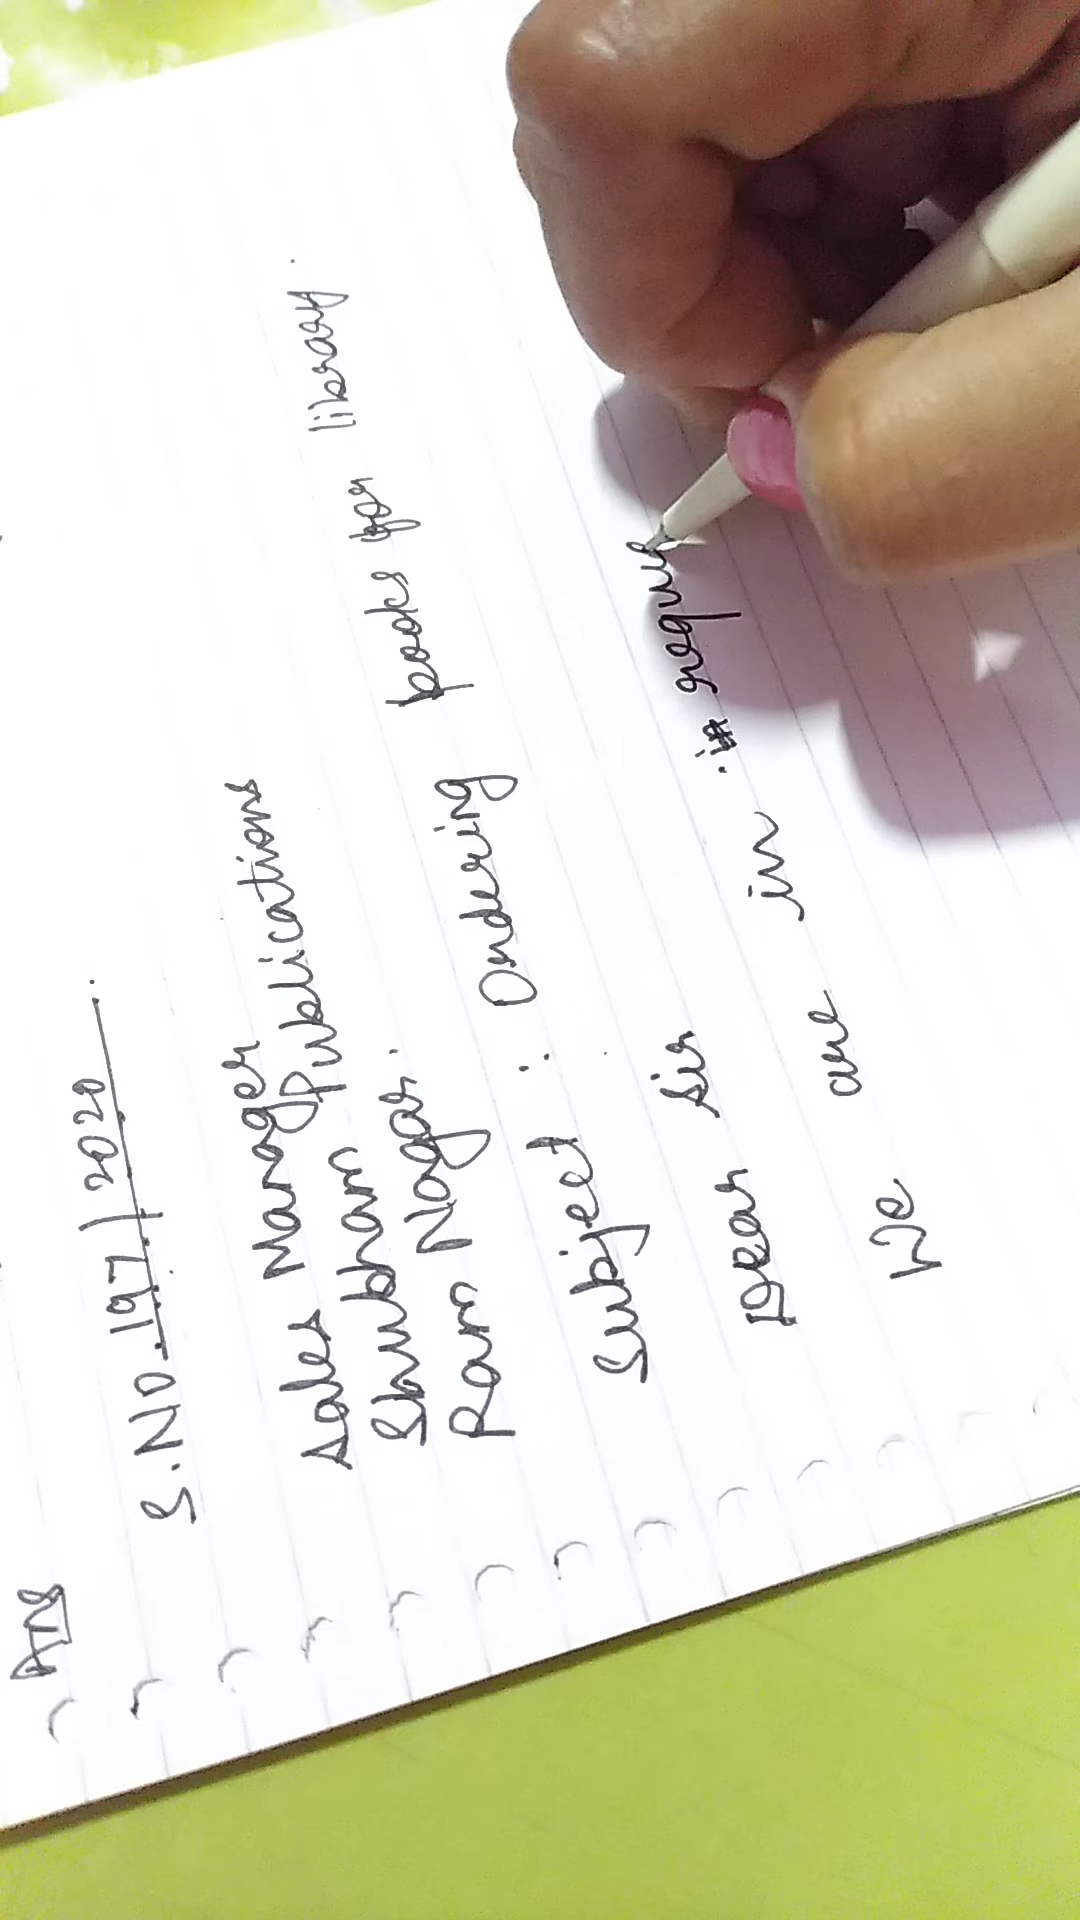 Ans
S.NO.197/2020.
Sales Manager
Shubham Publications
Ram Nagar.
Subject : Ordering books for library.
Dear Sir
We are in